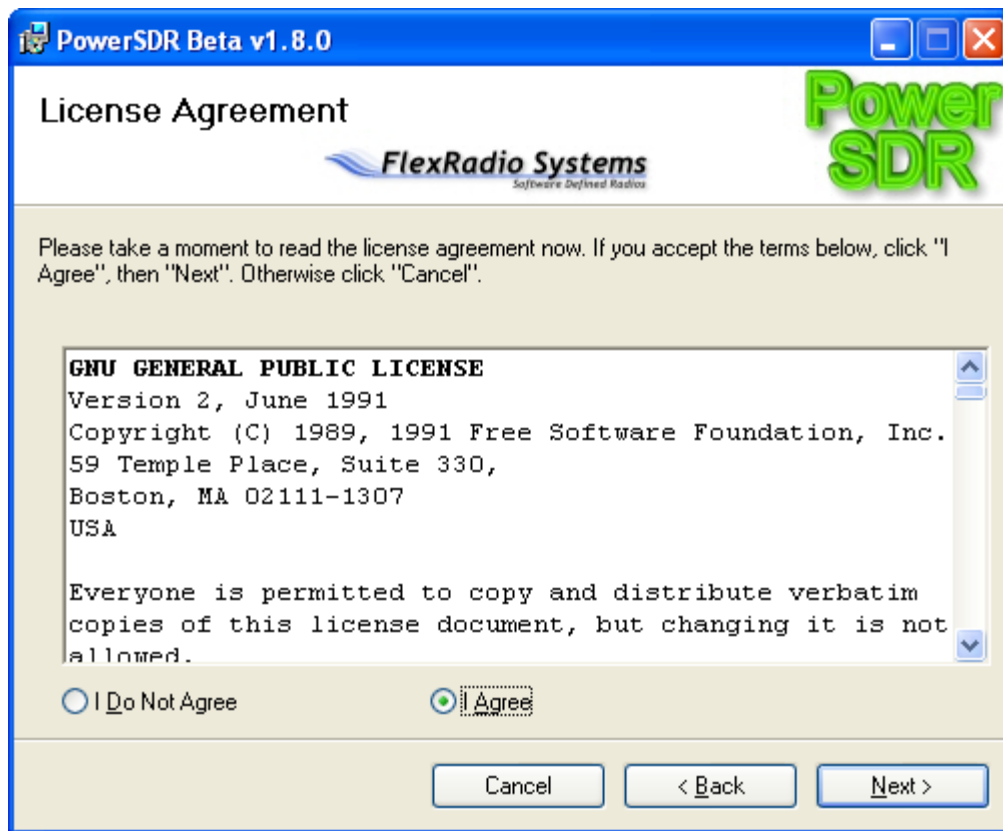 PowerSDR Beta v1.8.0
License Agreement
Power
SDR
FlexRadio Systems
Software Defined Radios
Please take a moment to read the license agreement now. If you accept the terms below, click "I
Agree", then "Next". Otherwise click "Cancel".
GNU GENERAL PUBLIC LICENSE
Version 2, June 1991
Copyright (C) 1989, 1991 Free Software Foundation, Inc.
59 Temple Place, Suite 330,
Boston, MA 02111-1307
USA
Everyone is permitted to copy and distribute verbatim
copies of this license document, but changing it is not
allowed.
I Do Not Agree
I Agree
Cancel
< Back
Next >